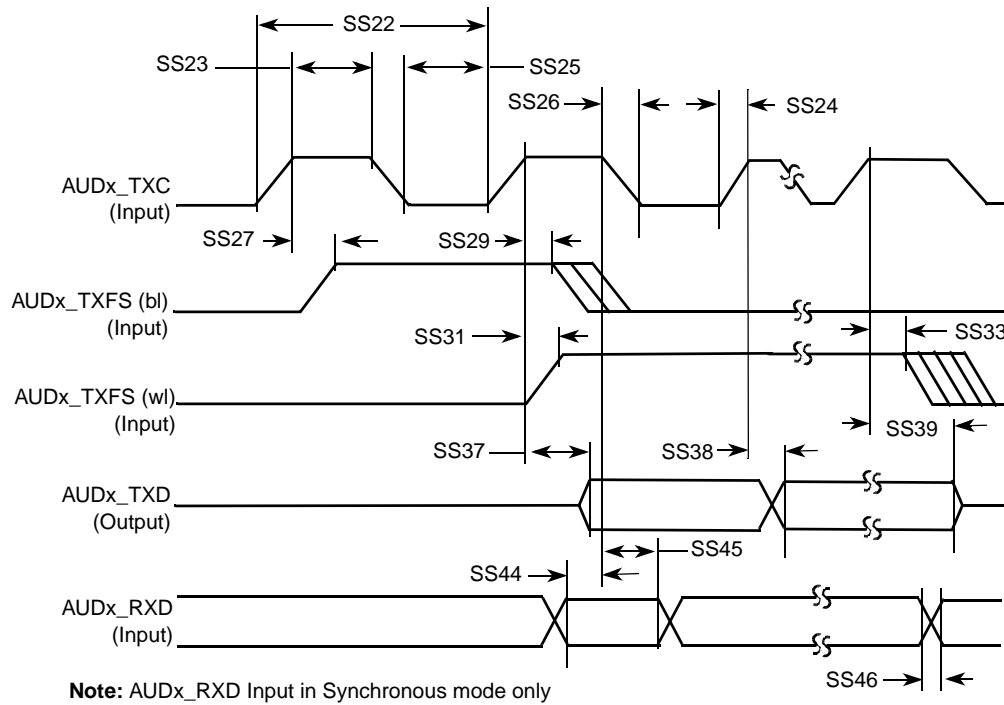 SS22
SS23
SS25
SS26
SS24
AUDx_TXC
(Input)
SS27
SS29
AUDx_TXFS (bl)
(Input)
SS31
SS33
AUDx_TXFS (wl)
(Input)
SS39
SS37
SS38
AUDx_TXD
(Output)
SS45
SS44
AUDx_RXD
(Input)
SS46
Note: AUDx_RXD Input in Synchronous mode only